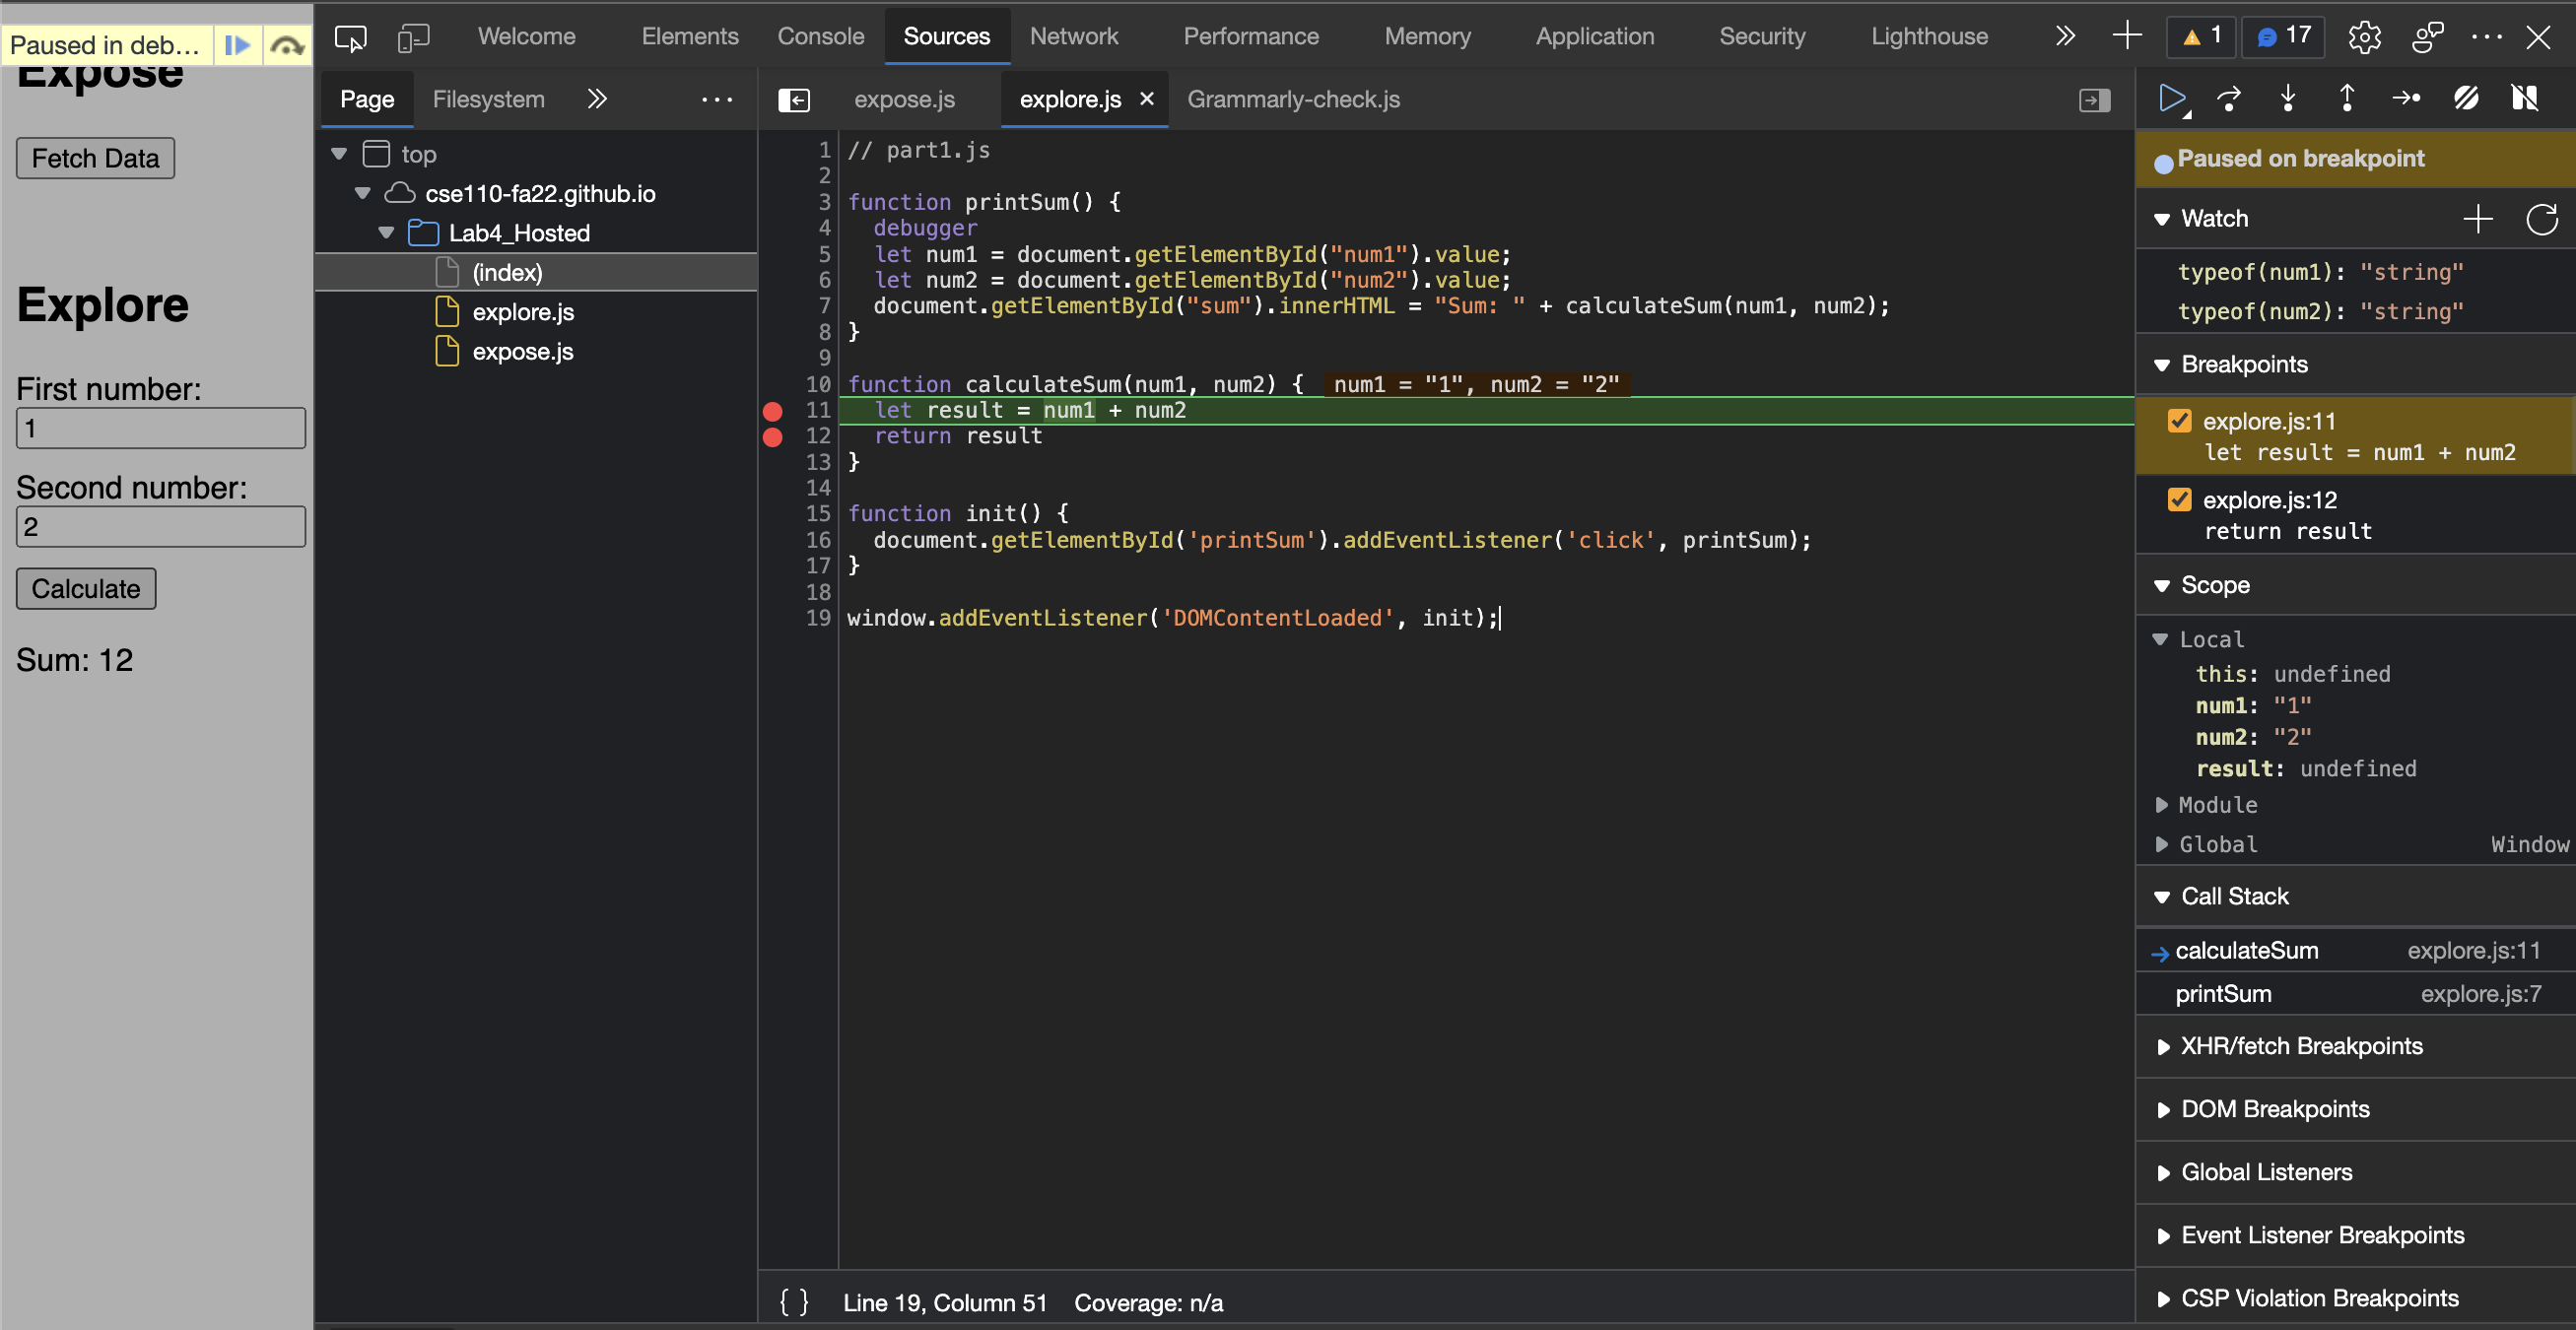 Paused in deb...
Expose
Fetch Data
Explore
First number:
1
Second number:
2
Calculate
Sum: 12
Welcome Elements Console Sources Network Performance Memory Application Security Lighthouse 1 17
Page Filesystem
top
cse110-fa22.github.io
Lab4_Hosted
(index)
explore.js
expose.js
expose.js explore.js × Grammarly-check.js
1 // part1.js
2
3 function printSum() {
4   debugger
5   let num1 = document.getElementById("num1").value;
6   let num2 = document.getElementById("num2").value;
7   document.getElementById("sum").innerHTML = "Sum: " + calculateSum(num1, num2);
8 }
9
10 function calculateSum(num1, num2) { num1 = "1", num2 = "2"
11   let result = num1 + num2
12   return result
13 }
14
15 function init() {
16   document.getElementById('printSum').addEventListener('click', printSum);
17 }
18
19 window.addEventListener('DOMContentLoaded', init);
{ } Line 19, Column 51 Coverage: n/a
Paused on breakpoint
Watch
typeof(num1): "string"
typeof(num2): "string"
Breakpoints
explore.js:11
let result = num1 + num2
explore.js:12
return result
Scope
Local
this: undefined
num1: "1"
num2: "2"
result: undefined
Module
Global Window
Call Stack
calculateSum explore.js:11
printSum explore.js:7
XHR/fetch Breakpoints
DOM Breakpoints
Global Listeners
Event Listener Breakpoints
CSP Violation Breakpoints